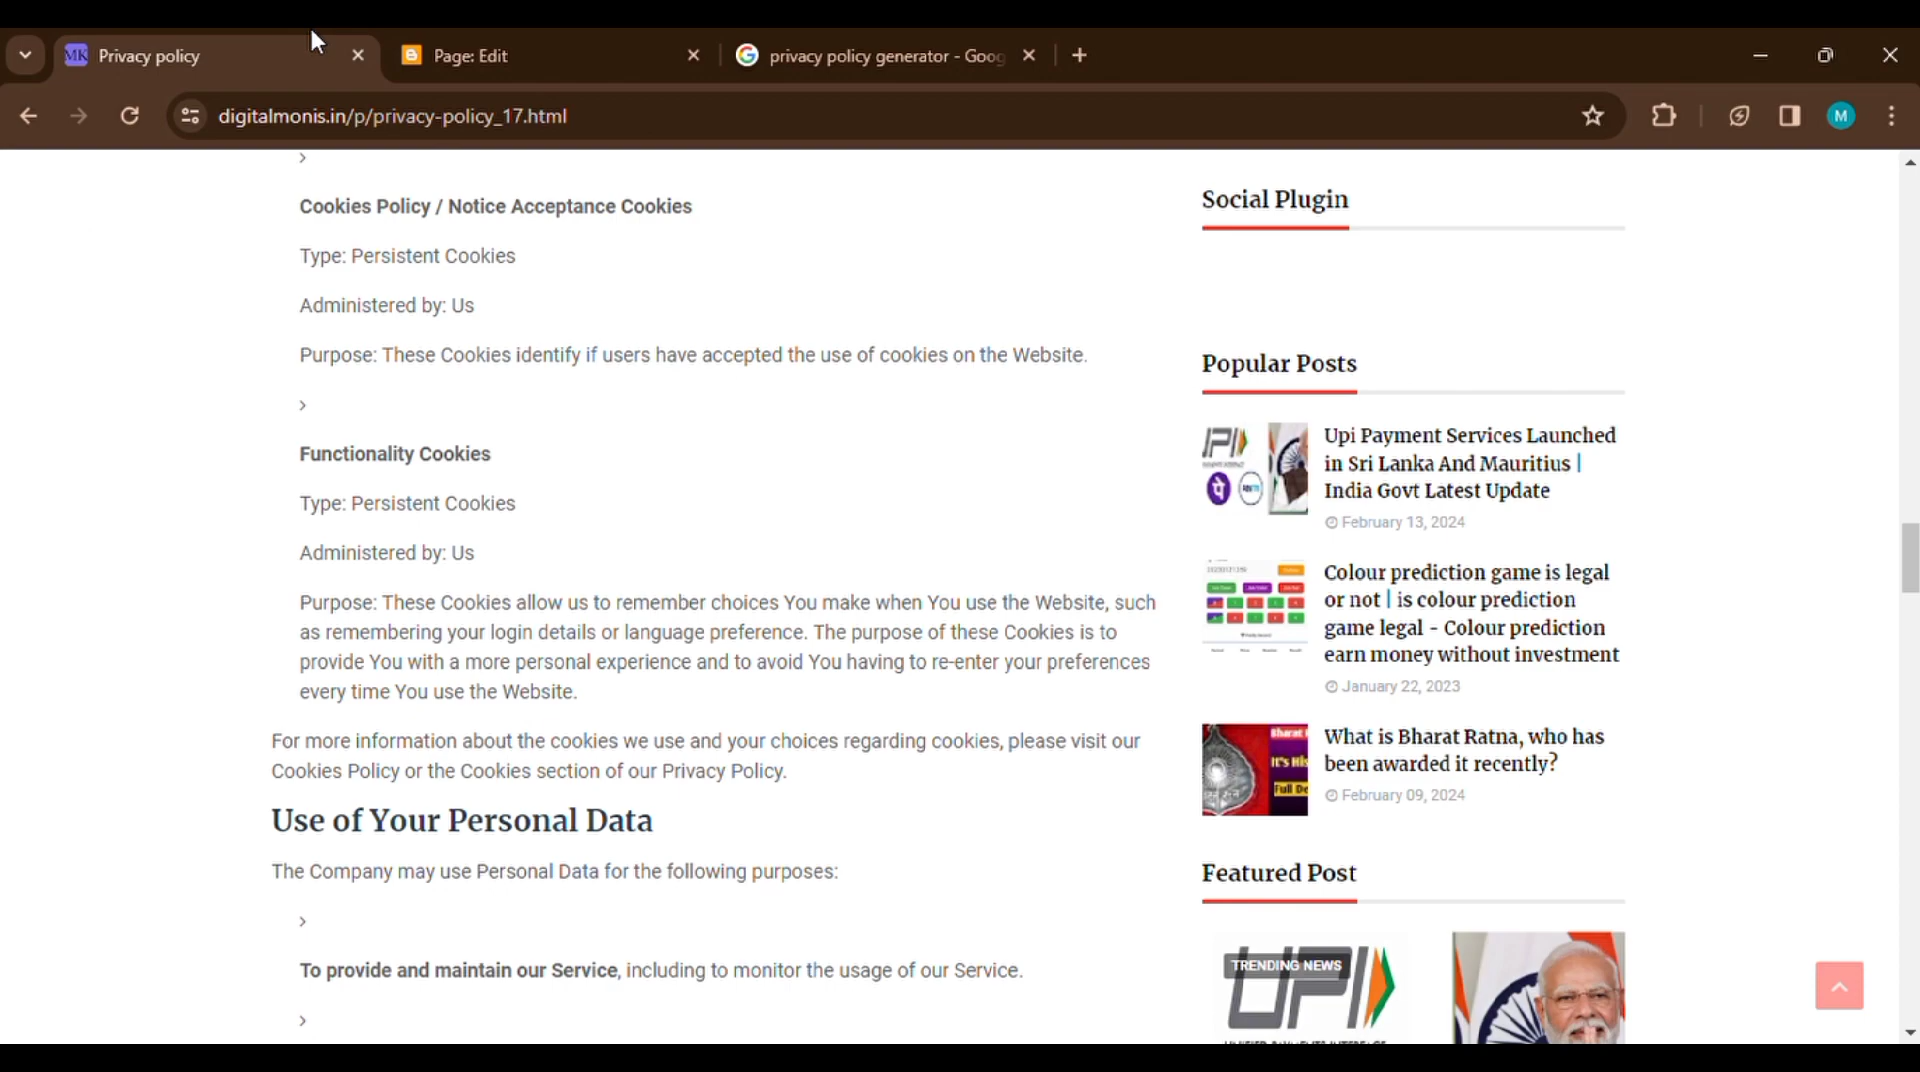 MK Privacy policy
Page: Edit
privacy policy generator - Goog
digitalmonis.in/p/privacy-policy_17.html
M
Cookies Policy / Notice Acceptance Cookies
Type: Persistent Cookies
Administered by: Us
Purpose: These Cookies identify if users have accepted the use of cookies on the Website.
Functionality Cookies
Type: Persistent Cookies
Administered by: Us
Purpose: These Cookies allow us to remember choices You make when You use the Website, such
as remembering your login details or language preference. The purpose of these Cookies is to
provide You with a more personal experience and to avoid You having to re-enter your preferences
every time You use the Website.
For more information about the cookies we use and your choices regarding cookies, please visit our
Cookies Policy or the Cookies section of our Privacy Policy.
Use of Your Personal Data
The Company may use Personal Data for the following purposes:
To provide and maintain our Service, including to monitor the usage of our Service.
Social Plugin
Popular Posts
Upi Payment Services Launched
in Sri Lanka And Mauritius |
India Govt Latest Update
February 13, 2024
Colour prediction game is legal
or not | is colour prediction
game legal - Colour prediction
earn money without investment
January 22, 2023
Bharat R
It's His
Full De
What is Bharat Ratna, who has
been awarded it recently?
February 09, 2024
Featured Post
TRENDING NEWS
UPI